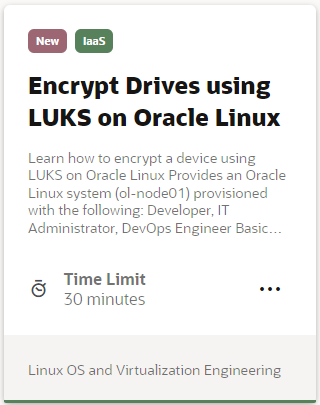 New IaaS
Encrypt Drives using
LUKS on Oracle Linux
Learn how to encrypt a device using
LUKS on Oracle Linux Provides an Oracle
Linux system (ol-node01) provisioned
with the following: Developer, IT
Administrator, DevOps Engineer Basic...
Time Limit
30 minutes
Linux OS and Virtualization Engineering